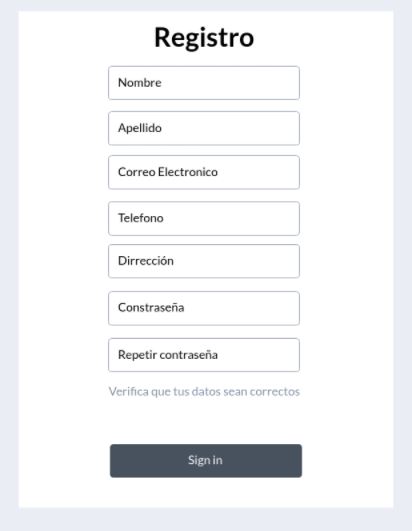 Registro
Nombre
Apellido
Correo Electronico
Telefono
Dirrección
Constraseña
Repetir contraseña
Verifica que tus datos sean correctos
Sign in